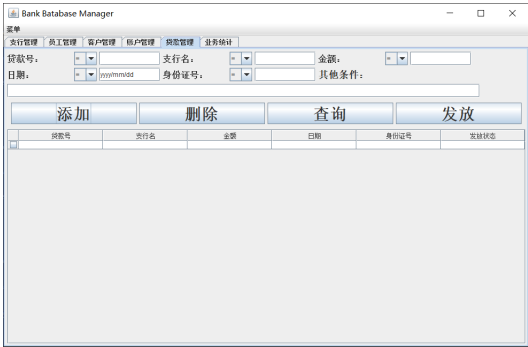 Bank Batabase Manager
菜单
支行管理 员工管理 客户管理 账户管理 贷款管理 业务统计
贷款号： = 支行名： = 金额： =
日期： = yyyy/mm/dd 身份证号： = 其他条件：
添加 删除 查询 发放
贷款号 支行名 金额 日期 身份证号 发放状态